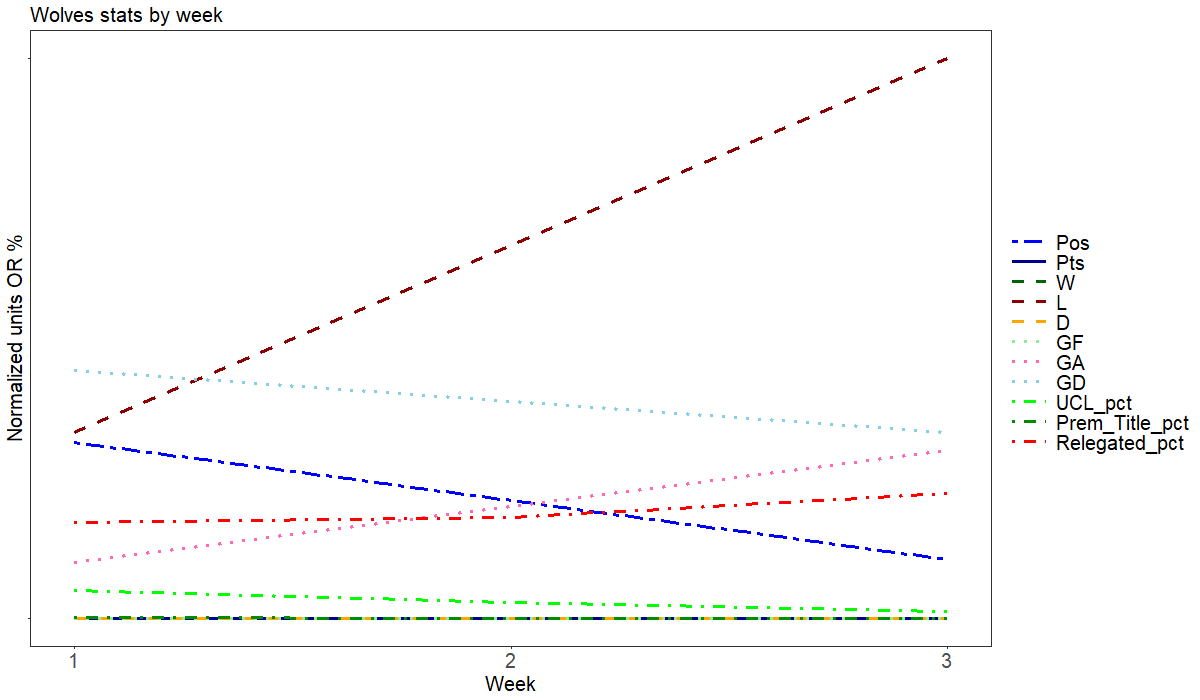 Wolves stats by week
Normalized units OR %
1
2
3
Week
Pos
Pts
W
L
D
GF
GA
GD
UCL_pct
Prem_Title_pct
Relegated_pct